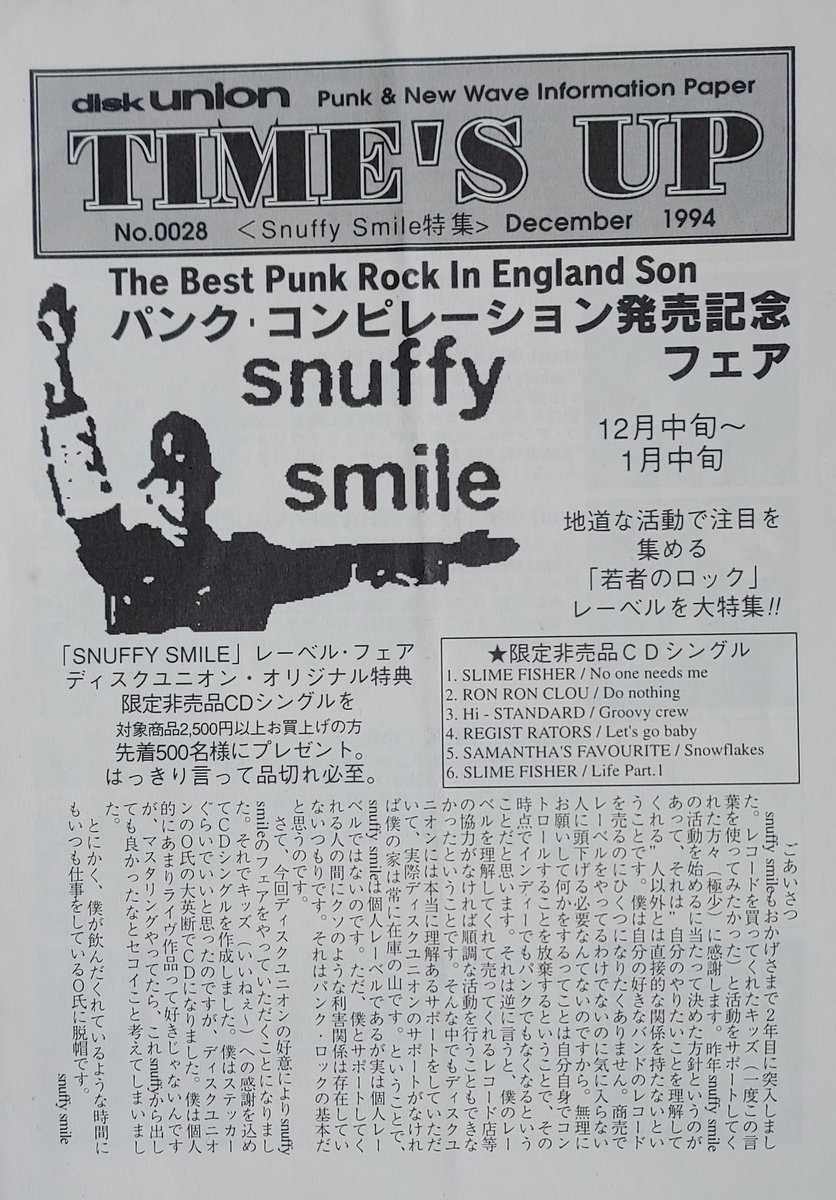 disk union Punk & New Wave Information Paper
TIME'S UP
No.0028 <Snuffy Smile特集> December 1994
The Best Punk Rock In England Son
パンク・コンピレーション発売記念
フェア
snuffy
smile
12月中旬～
1月中旬
地道な活動で注目を
集める
「若者のロック」
レーベルを大特集!!
「SNUFFY SMILE」レーベル・フェア
ディスクユニオン・オリジナル特典
限定非売品CDシングルを
対象商品2,500円以上お買上げの方
先着500名様にプレゼント。
はっきり言って品切れ必至。
★限定非売品ＣＤシングル
1. SLIME FISHER / No one needs me
2. RON RON CLOU / Do nothing
3. Hi - STANDARD / Groovy crew
4. REGIST RATORS / Let's go baby
5. SAMANTHA'S FAVOURITE / Snowflakes
6. SLIME FISHER / Life Part.1
ごあいさつ
snuffy smileもおかげさまで2年目に突入しまし
た。レコードを買ってくれたキッズ（一度この言
葉を使ってみたかった）と活動をサポートしてく
れた方々（極少）に感謝します。昨年snuffy smile
の活動を始めるに当たって決めた方針というのが
あって、それは"自分のやりたいことを理解して
くれる"人以外とは直接的な関係を持たないとい
うことです。僕は自分の好きなバンドのレコード
を売るのにひくつになりたくありません。商売で
レーベルをやってるわけでないのに気に入らない
人に頭下げる必要なんてないのですから。無理に
お願いして何かをするってことは自分自身でコン
トロールすることを放棄するということで、その
時点でインディーでもパンクでもなくなるという
ことだと思います。それは逆に言うと、僕のレー
ベルを理解してくれて売ってくれるレコード店等
の協力がなければ順調な活動を行うこともできな
かったということです。そんな中でもディスクユ
ニオンには本当に理解あるサポートをしていただ
いて、実際ディスクユニオンのサポートがなけれ
ば僕の家は常に在庫の山です。ということで、
snuffy smileは個人レーベルであるが実は個人レー
ベルではないのです。ただ、僕とサポートしてく
れる人の間にクソのような利害関係は存在してい
ないつもりです。それはパンク・ロックの基本だ
と思うのです。
さて、今回ディスクユニオンの好意によりsnuffy
smileのフェアをやっていただくことになりまし
た。それでキッズ（いいねぇ～）への感謝を込め
てCDシングルを作成しました。僕はステッカー
ぐらいでいいと思ったのですが、ディスクユニオ
ンのO氏の大英断でCDになりました。僕は個人
的にあまりライヴ作品って好きじゃないんです
が、マスタリングやってたら、これsnuffyから出し
ても良かったなとセコイこと考えてしまいまし
た。
とにかく、僕が飲んだくれているような時間に
もいつも仕事をしているO氏に脱帽です。
snuffy smile